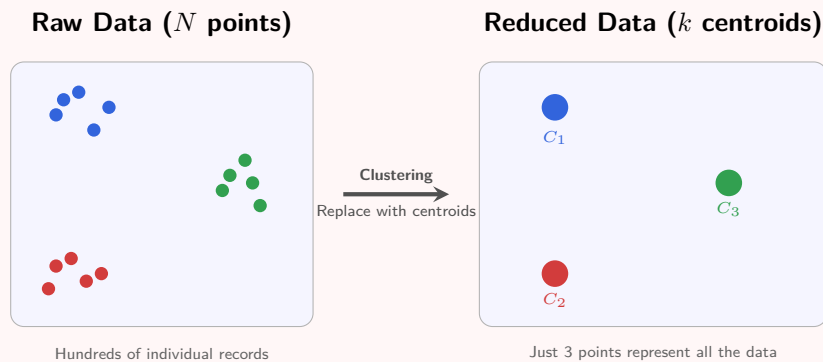 Raw Data (N points)
Reduced Data (k centroids)
Clustering
Replace with centroids
C1
C3
C2
Hundreds of individual records
Just 3 points represent all the data